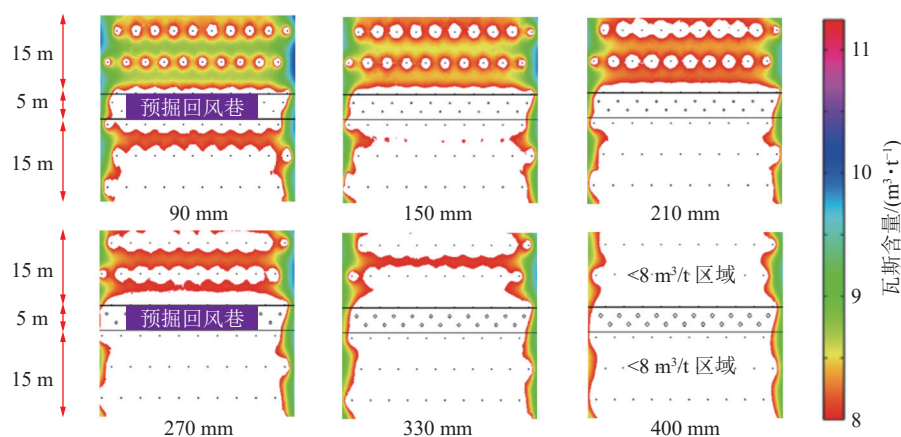 15 m
5 m
15 m
预掘回风巷
90 mm
150 mm
210 mm
15 m
5 m
15 m
预掘回风巷
<8 m³/t 区域
<8 m³/t 区域
270 mm
330 mm
400 mm
11
10
9
8
瓦斯含量/(m³·t⁻¹)